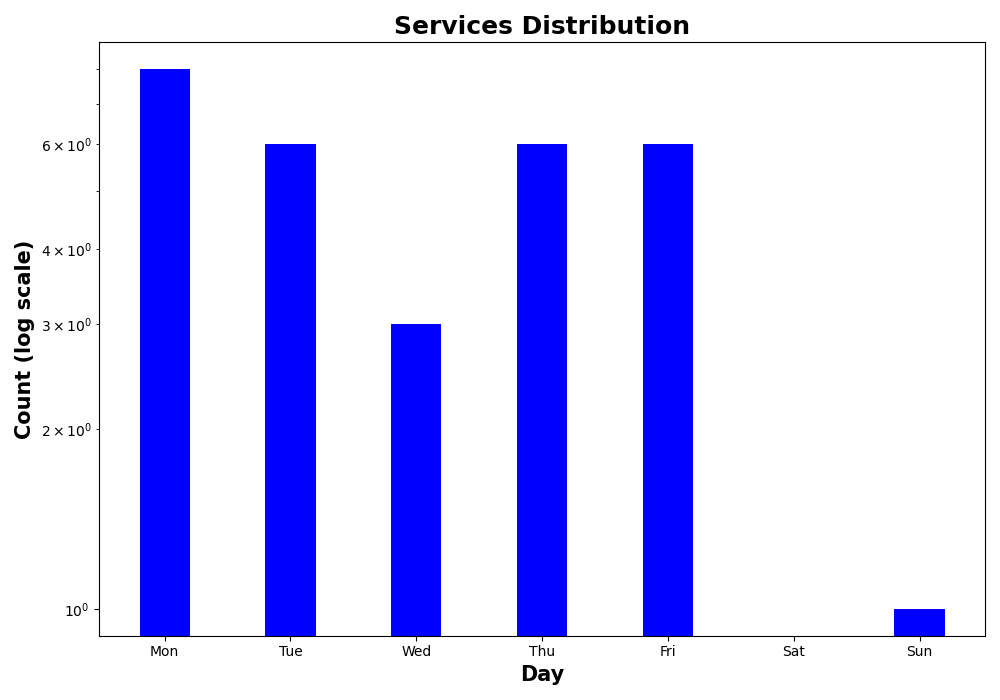 Services Distribution
Count (log scale)
6 × 10⁰
4 × 10⁰
3 × 10⁰
2 × 10⁰
10⁰
Mon Tue Wed Thu Fri Sat Sun
Day